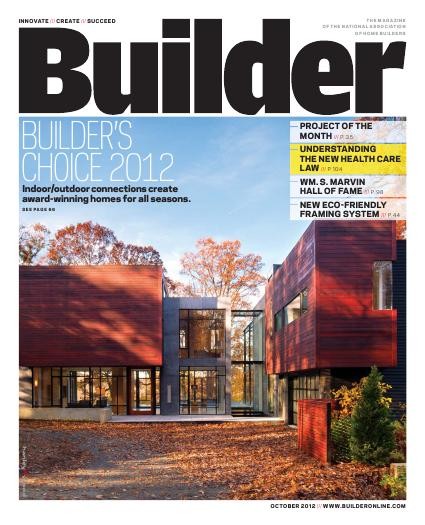 INNOVATE /// CREATE /// SUCCEED
THE MAGAZINE
OF THE NATIONAL ASSOCIATION
OF HOME BUILDERS
Builder
BUILDER'S
CHOICE 2012
Indoor/outdoor connections create
award-winning homes for all seasons.
SEE PAGE 66
PROJECT OF THE
MONTH /// P. 35
UNDERSTANDING
THE NEW HEALTH CARE
LAW /// P. 104
WM. S. MARVIN
HALL OF FAME /// P. 98
NEW ECO-FRIENDLY
FRAMING SYSTEM /// P. 44
OCTOBER 2012 /// WWW.BUILDERONLINE.COM